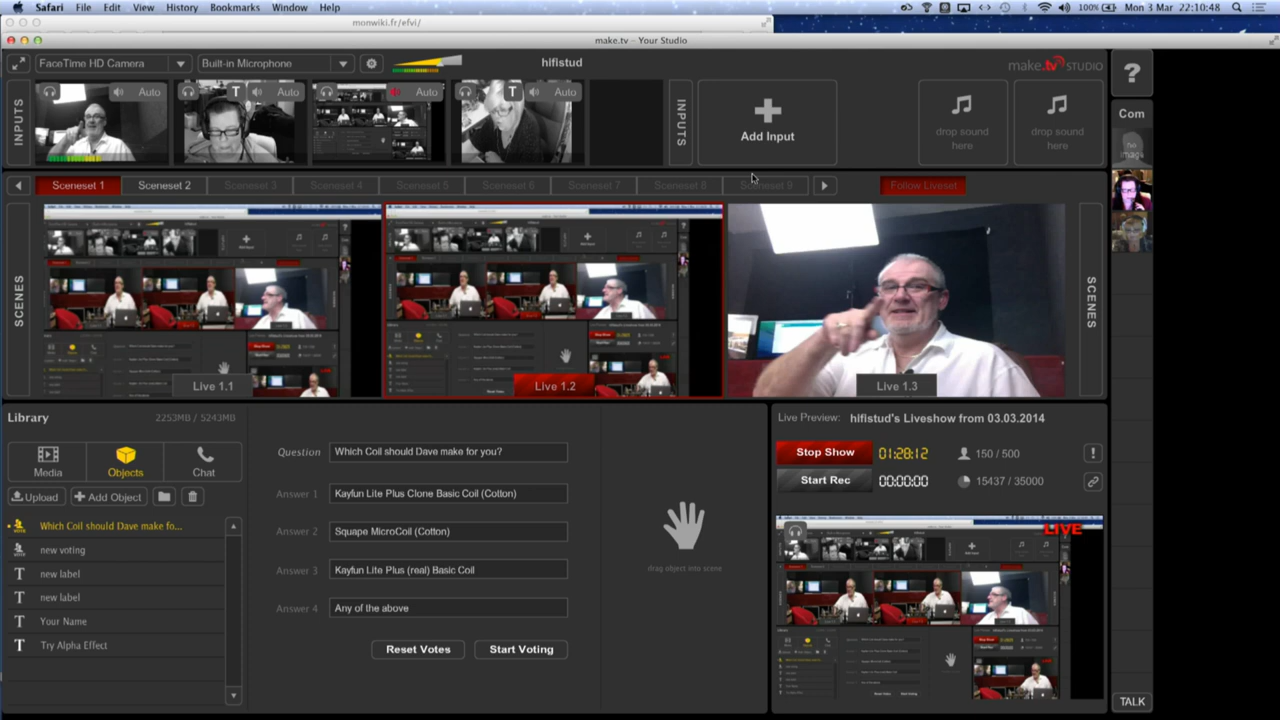 Safari File Edit View History Bookmarks Window Help 100% Mon 3 Mar 22:10:48
monwiki.fr/efvi/
make.tv – Your Studio
FaceTime HD Camera Built-in Microphone hifistud make.tv STUDIO ?
INPUTS Auto T Auto Auto T Auto INPUTS
Add Input
drop sound here
drop sound here
Com
no image
Sceneset 1 Sceneset 2 Sceneset 3 Sceneset 4 Sceneset 5 Sceneset 6 Sceneset 7 Sceneset 8 Sceneset 9 Follow Liveset
SCENES Live 1.1 Live 1.2 Live 1.3 SCENES
Library 2253MB / 5243MB
Media Objects Chat
Upload Add Object
Which Coil should Dave make fo...
new voting
T new label
T new label
T Your Name
T Try Alpha Effect
Question Which Coil should Dave make for you?
Answer 1 Kayfun Lite Plus Clone Basic Coil (Cotton)
Answer 2 Squape MicroCoil (Cotton)
Answer 3 Kayfun Lite Plus (real) Basic Coil
Answer 4 Any of the above
Reset Votes Start Voting
drag object into scene
Live Preview: hifistud's Liveshow from 03.03.2014
Stop Show 01:28:12 150 / 500 !
Start Rec 00:00:00 15437 / 35000
LIVE
TALK